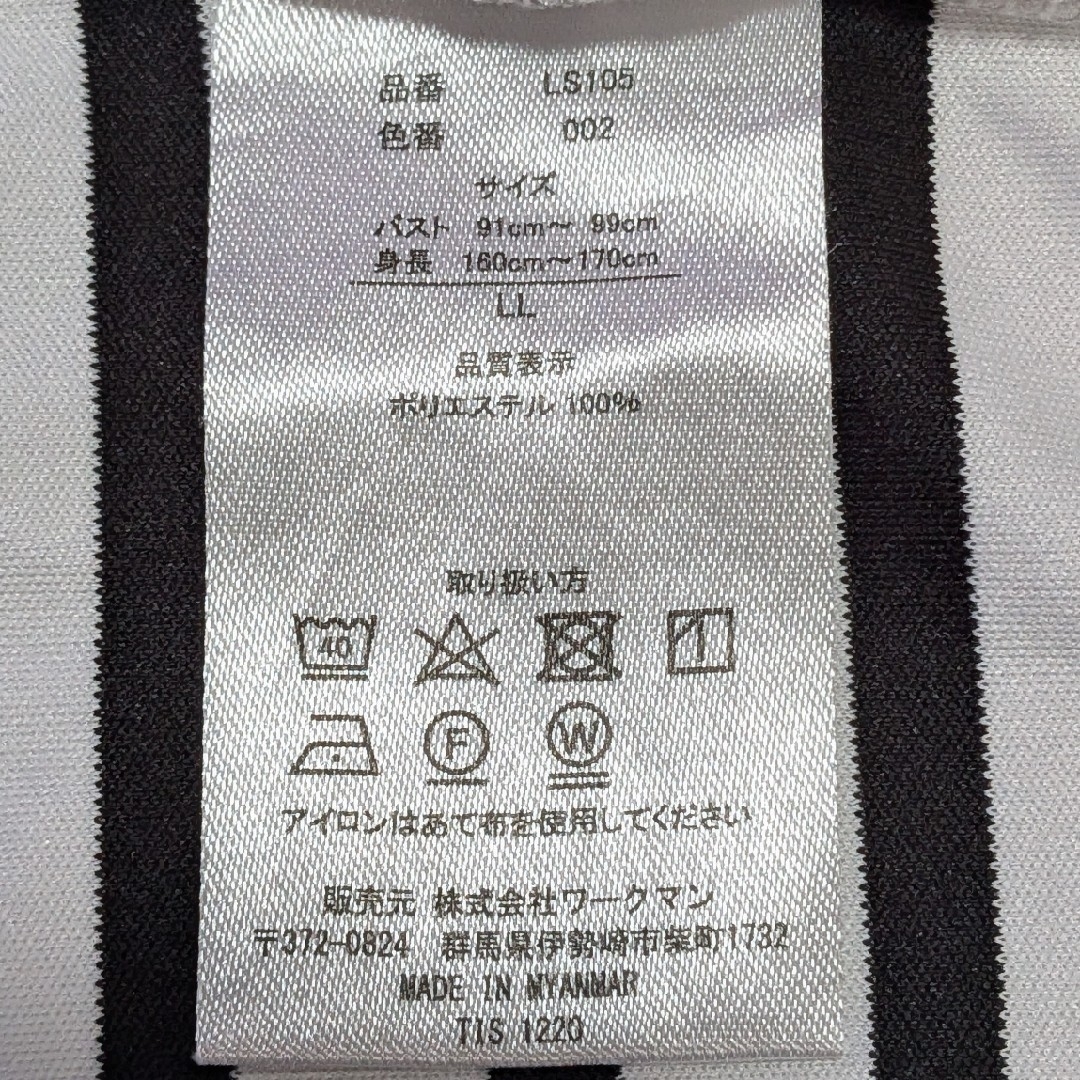 品番 LS105
色番 002
サイズ
バスト 91cm～ 99cm
身長 160cm～170cm
LL
品質表示
ポリエステル 100%
取り扱い方
40
F W
アイロンはあて布を使用してください
販売元 株式会社ワークマン
〒372-0824 群馬県伊勢崎市柴町1732
MADE IN MYANMAR
TIS 1220